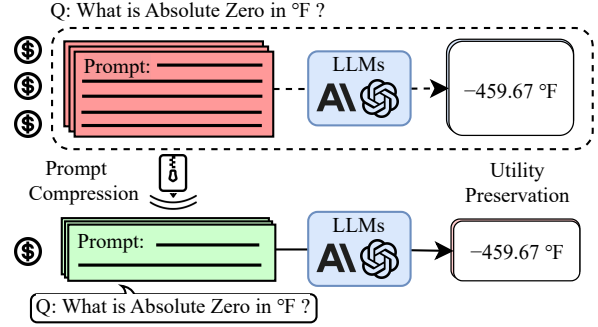 Q: What is Absolute Zero in °F ?
$
$
$
Prompt:
LLMs
−459.67 °F
Prompt
Compression
Utility
Preservation
$
Prompt:
LLMs
−459.67 °F
Q: What is Absolute Zero in °F ?